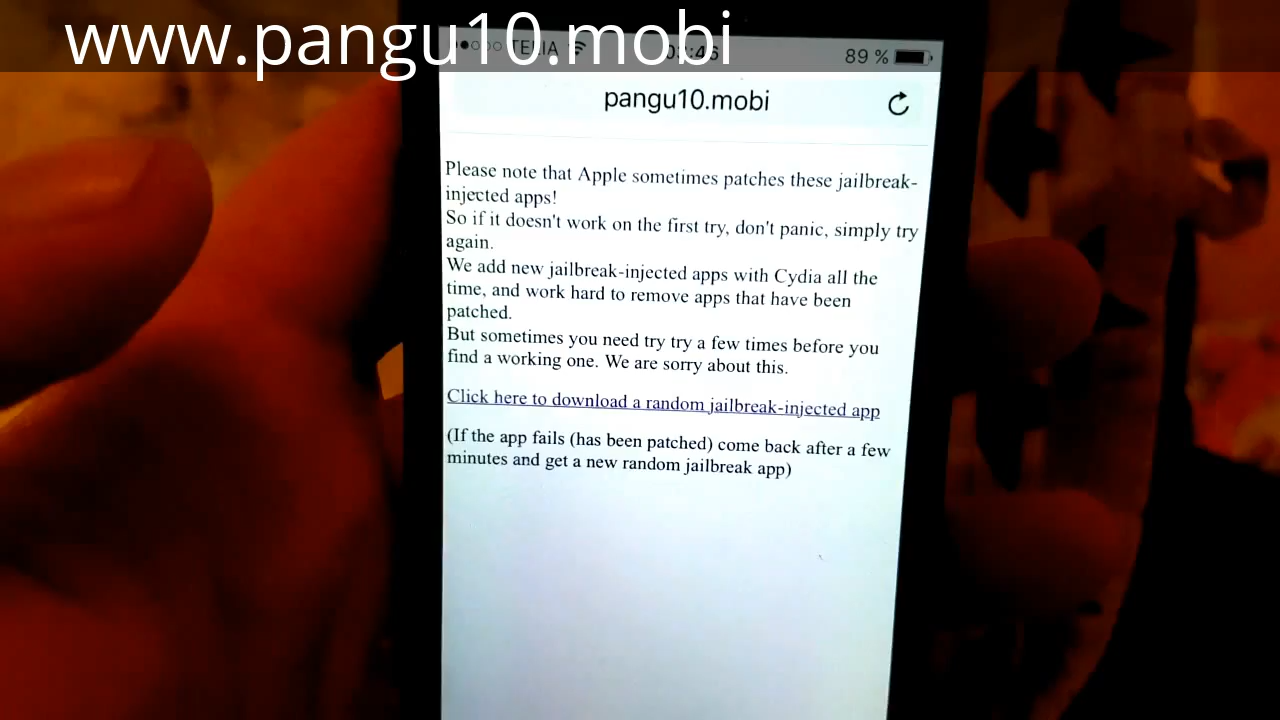 www.pangu10.mobi
TELIA 03:46 89 %
pangu10.mobi
Please note that Apple sometimes patches these jailbreak-
injected apps!
So if it doesn't work on the first try, don't panic, simply try
again.
We add new jailbreak-injected apps with Cydia all the
time, and work hard to remove apps that have been
patched.
But sometimes you need try try a few times before you
find a working one. We are sorry about this.
Click here to download a random jailbreak-injected app
(If the app fails (has been patched) come back after a few
minutes and get a new random jailbreak app)